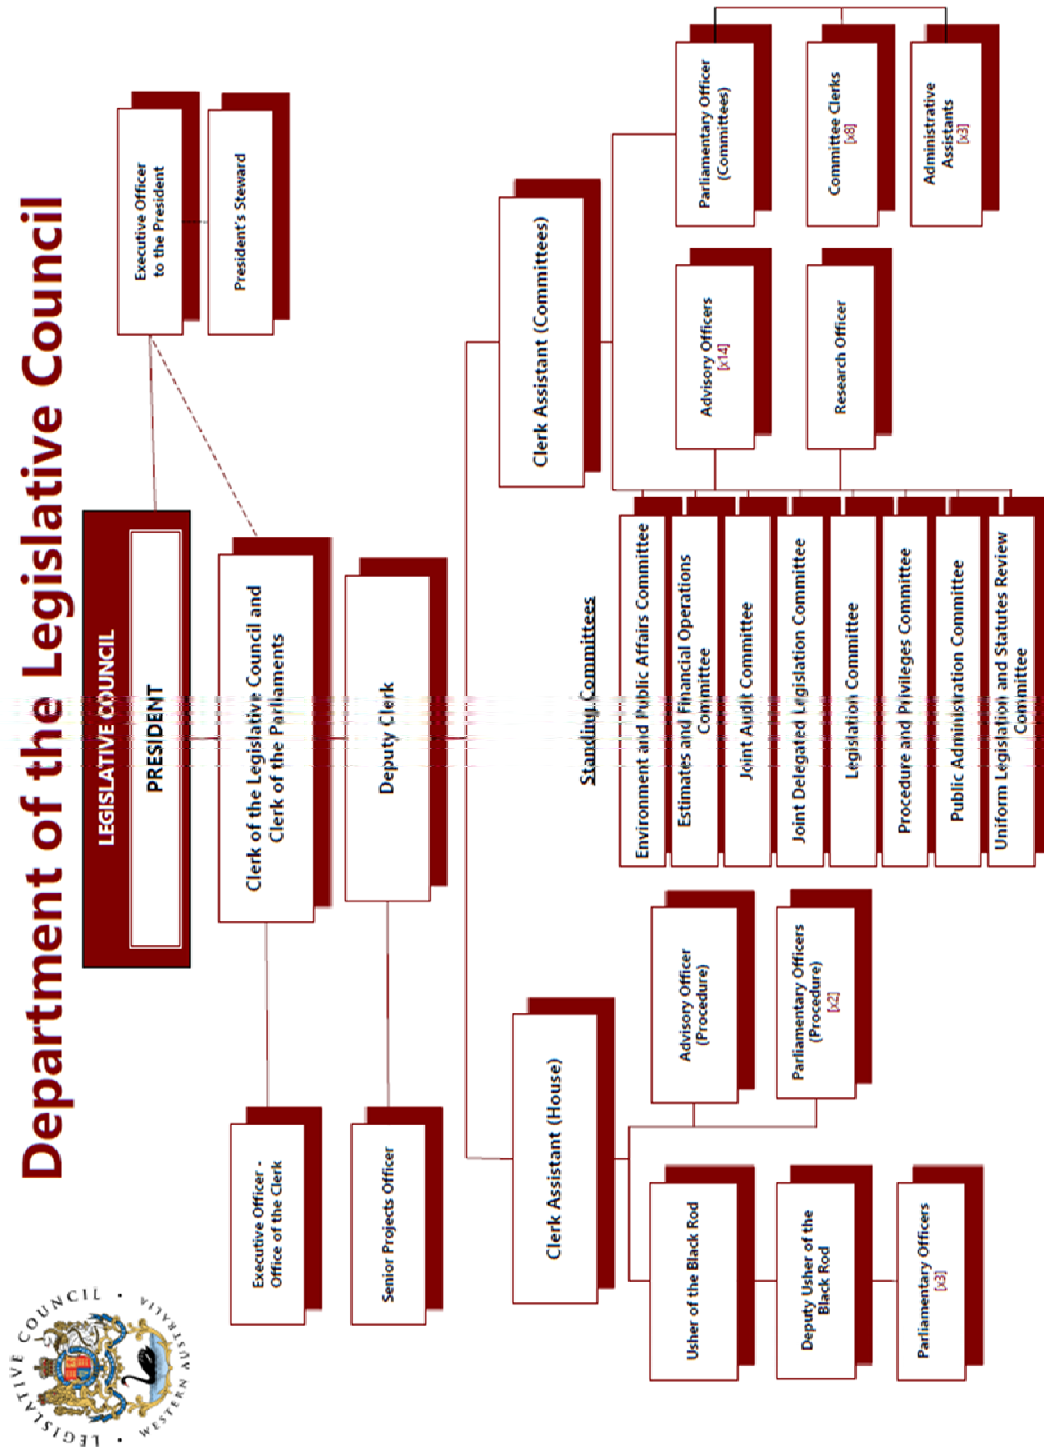 LEGISLATIVE COUNCIL
WESTERN AUSTRALIA
Department of the Legislative Council
LEGISLATIVE COUNCIL
PRESIDENT
Executive Officer
to the President
President's Steward
Clerk of the Legislative Council and
Clerk of the Parliaments
Executive Officer -
Office of the Clerk
Deputy Clerk
Senior Projects Officer
Clerk Assistant (House)
Clerk Assistant (Committees)
Usher of the Black Rod
Deputy Usher of the
Black Rod
Parliamentary Officers
[x3]
Advisory Officer
(Procedure)
Parliamentary Officers
(Procedure)
[x2]
Standing Committees
Environment and Public Affairs Committee
Estimates and Financial Operations
Committee
Joint Audit Committee
Joint Delegated Legislation Committee
Legislation Committee
Procedure and Privileges Committee
Public Administration Committee
Uniform Legislation and Statutes Review
Committee
Advisory Officers
[x14]
Research Officer
Parliamentary Officer
(Committees)
Committee Clerks
[x8]
Administrative
Assistants
[x3]